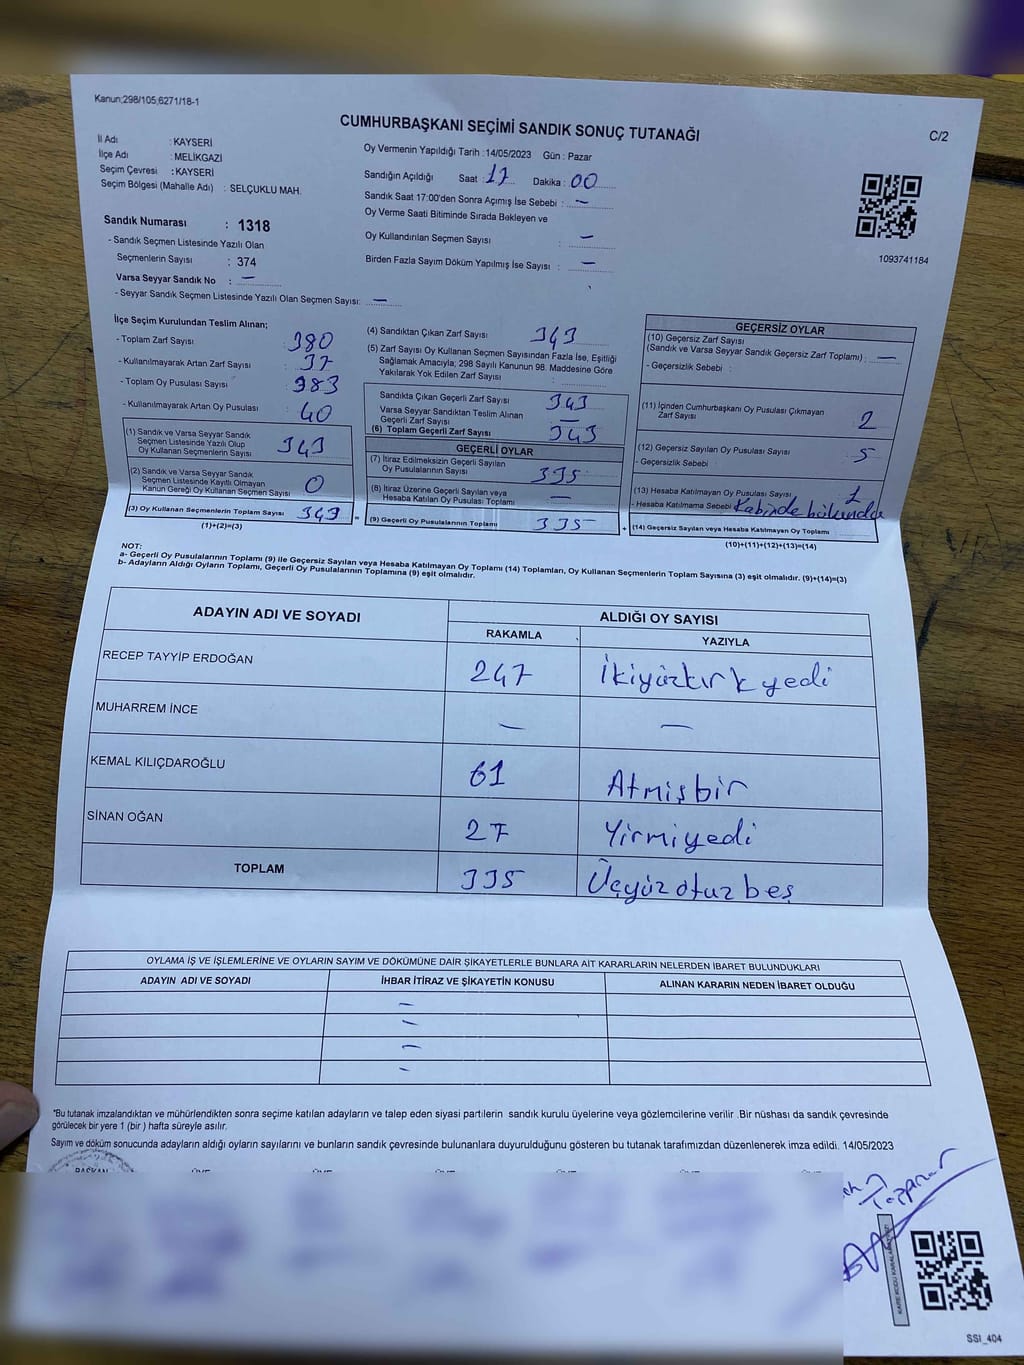 Kanun;298/105;6271/18-1
CUMHURBAŞKANI SEÇİMİ SANDIK SONUÇ TUTANAĞI
C/2
İl Adı : KAYSERİ
İlçe Adı : MELİKGAZİ
Seçim Çevresi : KAYSERİ
Seçim Bölgesi (Mahalle Adı) : SELÇUKLU MAH.
Oy Vermenin Yapıldığı Tarih :14/05/2023 Gün : Pazar
Sandığın Açıldığı Saat : 17 Dakika : 00
Sandık Saat 17:00'den Sonra Açımış İse Sebebi : –
Oy Verme Saati Bitiminde Sırada Bekleyen ve
Oy Kullandırılan Seçmen Sayısı : –
Birden Fazla Sayım Döküm Yapılmış İse Sayısı : –
1093741184
Sandık Numarası : 1318
- Sandık Seçmen Listesinde Yazılı Olan
Seçmenlerin Sayısı : 374
Varsa Seyyar Sandık No : –
- Seyyar Sandık Seçmen Listesinde Yazılı Olan Seçmen Sayısı: –
İlçe Seçim Kurulundan Teslim Alınan;
- Toplam Zarf Sayısı : 380
- Kullanılmayarak Artan Zarf Sayısı : 37
- Toplam Oy Pusulası Sayısı : 383
- Kullanılmayarak Artan Oy Pusulası : 40
(1) Sandık ve Varsa Seyyar Sandık
Seçmen Listesinde Yazılı Olup
Oy Kullanan Seçmen Sayısı : 343
(2) Sandık ve Varsa Seyyar Sandık
Seçmen Listesinde Kayıtlı Olmayan
Kanun Gereği Oy Kullanan Seçmen Sayısı : 0
(3) Oy Kullanan Seçmenlerin Toplam Sayısı : 343
(1)+(2)=(3)
(4) Sandıktan Çıkan Zarf Sayısı : 343
(5) Zarf Sayısı Oy Kullanan Seçmen Sayısından Fazla İse, Eşitliği
Sağlamak Amacıyla; 298 Sayılı Kanunun 98. Maddesine Göre
Yakılarak Yok Edilen Zarf Sayısı :
Sandıkta Çıkan Geçerli Zarf Sayısı : 343
Varsa Seyyar Sandıktan Teslim Alınan
Geçerli Zarf Sayısı : –
(6) Toplam Geçerli Zarf Sayısı : 343
GEÇERLİ OYLAR
(7) İtiraz Edilmeksizin Geçerli Sayılan
Oy Pusulalarının Sayısı : 335
(8) İtiraz Üzerine Geçerli Sayılan veya
Hesaba Katılan Oy Pusulası Toplamı : –
= (9) Geçerli Oy Pusulalarının Toplamı : 335 +
GEÇERSİZ OYLAR
(10) Geçersiz Zarf Sayısı
(Sandık ve Varsa Seyyar Sandık Geçersiz Zarf Toplamı) : –
- Geçersizlik Sebebi :
(11) İçinden Cumhurbaşkanı Oy Pusulası Çıkmayan
Zarf Sayısı : 2
(12) Geçersiz Sayılan Oy Pusulası Sayısı : 5
- Geçersizlik Sebebi :
(13) Hesaba Katılmayan Oy Pusulası Sayısı : 1
- Hesaba Katılmama Sebebi : Kabinde bulundu
(14) Geçersiz Sayılan veya Hesaba Katılmayan Oy Toplamı :
(10)+(11)+(12)+(13)=(14)
NOT:
a- Geçerli Oy Pusulalarının Toplamı (9) ile Geçersiz Sayılan veya Hesaba Katılmayan Oy Toplamı (14) Toplamları, Oy Kullanan Seçmenlerin Toplam Sayısına (3) eşit olmalıdır. (9)+(14)=(3)
b- Adayların Aldığı Oyların Toplamı, Geçerli Oy Pusulalarının Toplamına (9) eşit olmalıdır.
ADAYIN ADI VE SOYADI
ALDIĞI OY SAYISI
RAKAMLA YAZIYLA
RECEP TAYYİP ERDOĞAN 247 İkiyüzkırkyedi
MUHARREM İNCE – –
KEMAL KILIÇDAROĞLU 61 Atmışbir
SİNAN OĞAN 27 Yirmiyedi
TOPLAM 335 Üçyüzotuzbeş
OYLAMA İŞ VE İŞLEMLERİNE VE OYLARIN SAYIM VE DÖKÜMÜNE DAİR ŞİKAYETLERLE BUNLARA AİT KARARLARIN NELERDEN İBARET BULUNDUKLARI
ADAYIN ADI VE SOYADI İHBAR İTİRAZ VE ŞİKAYETİN KONUSU ALINAN KARARIN NEDEN İBARET OLDUĞU
–
–
–
–
"Bu tutanak imzalandıktan ve mühürlendikten sonra seçime katılan adayların ve talep eden siyasi partilerin sandık kurulu üyelerine veya gözlemcilerine verilir .Bir nüshası da sandık çevresinde
görülecek bir yere 1 (bir ) hafta süreyle asılır.
Sayım ve döküm sonucunda adayların aldığı oyların sayılarını ve bunların sandık çevresinde bulunanlara duyurulduğunu gösteren bu tutanak tarafımızdan düzenlenerek imza edildi. 14/05/2023
BAŞKAN ÜYE ÜYE ÜYE ÜYE ÜYE ÜYE
SSI_404